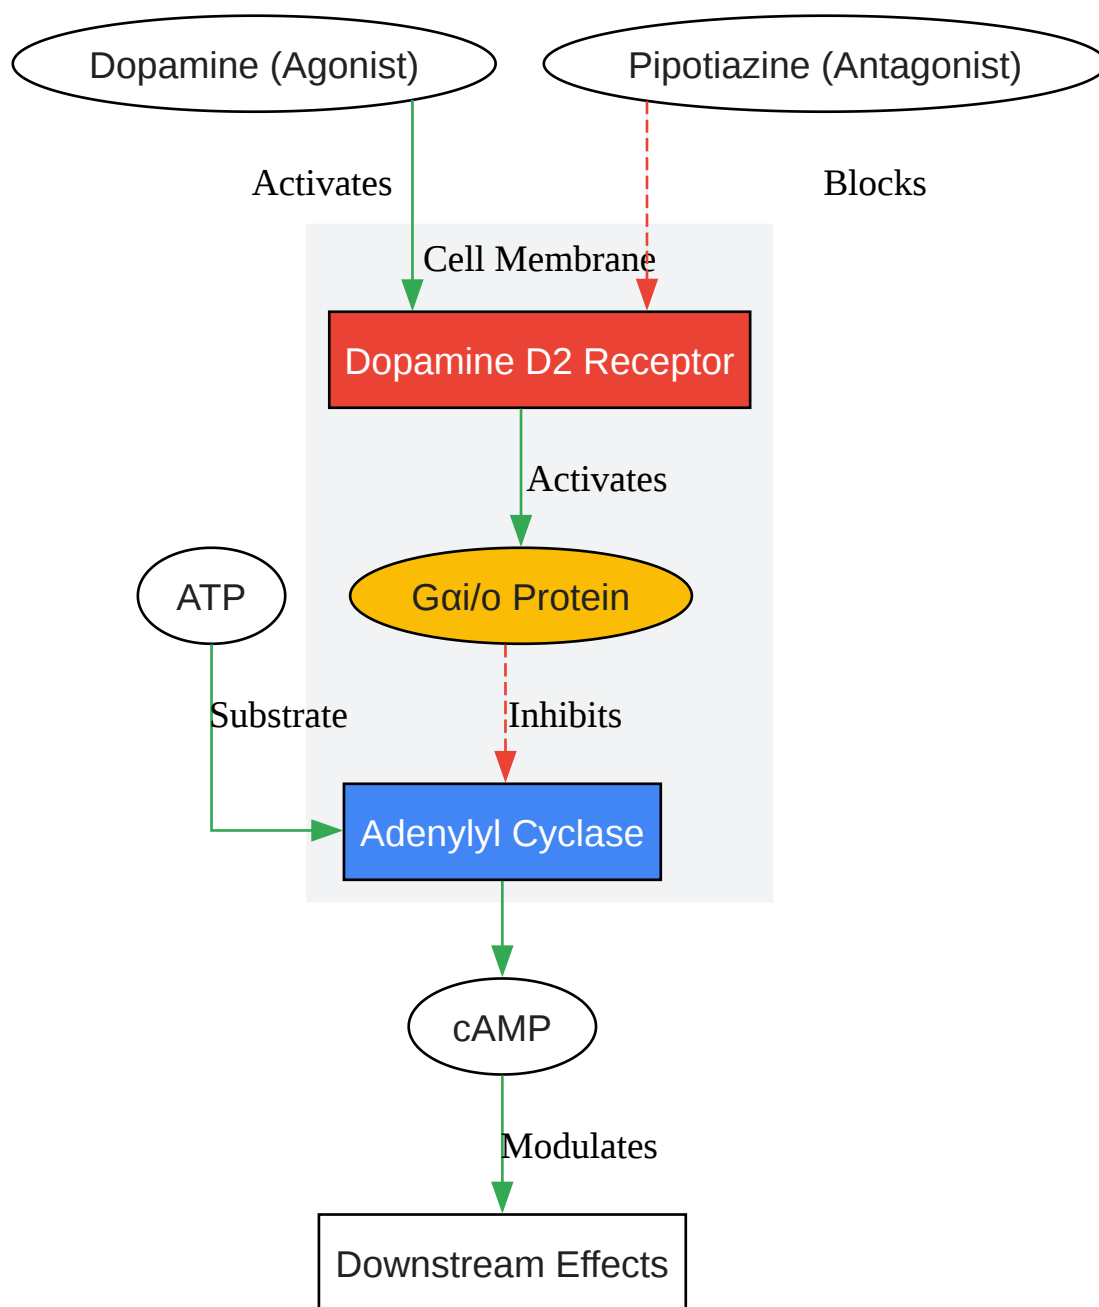 Dopamine (Agonist)
Pipotiazine (Antagonist)
Activates
Blocks
Cell Membrane
Dopamine D2 Receptor
Activates
ATP
Gαi/o Protein
Substrate
Inhibits
Adenylyl Cyclase
cAMP
Modulates
Downstream Effects